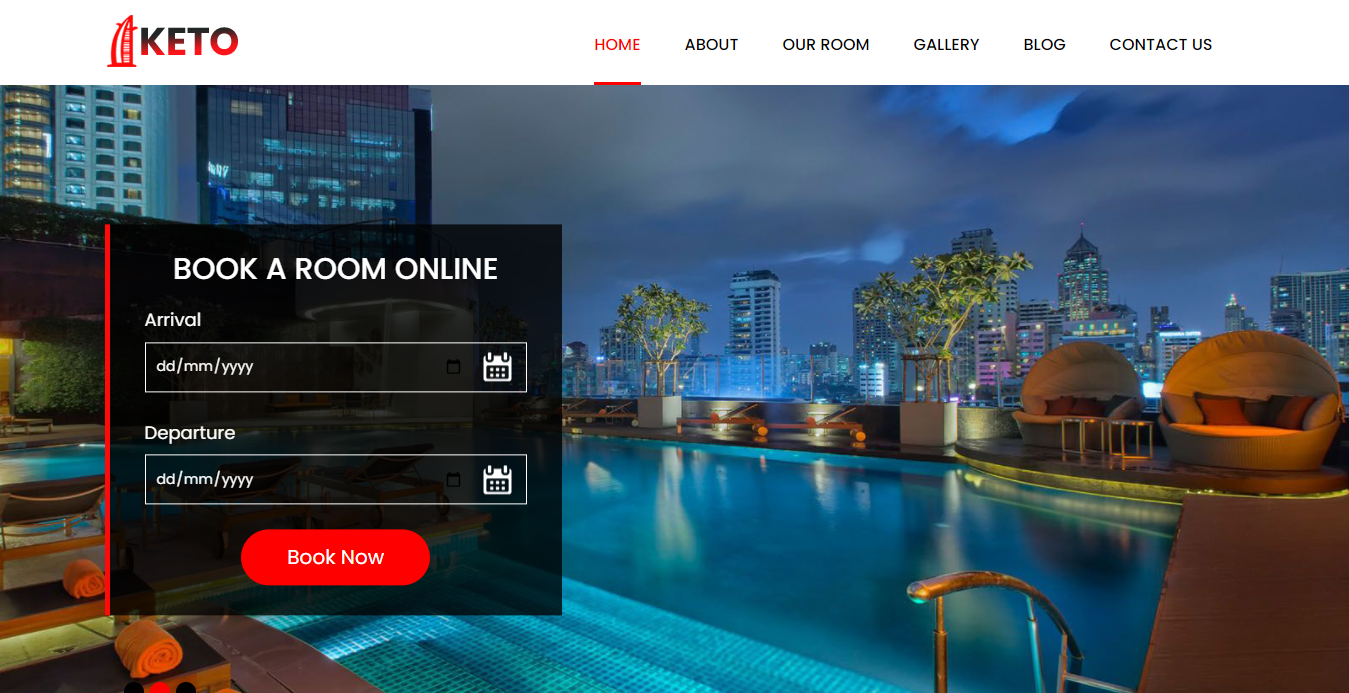 KETO
HOME ABOUT OUR ROOM GALLERY BLOG CONTACT US
BOOK A ROOM ONLINE
Arrival
dd/mm/yyyy
Departure
dd/mm/yyyy
Book Now